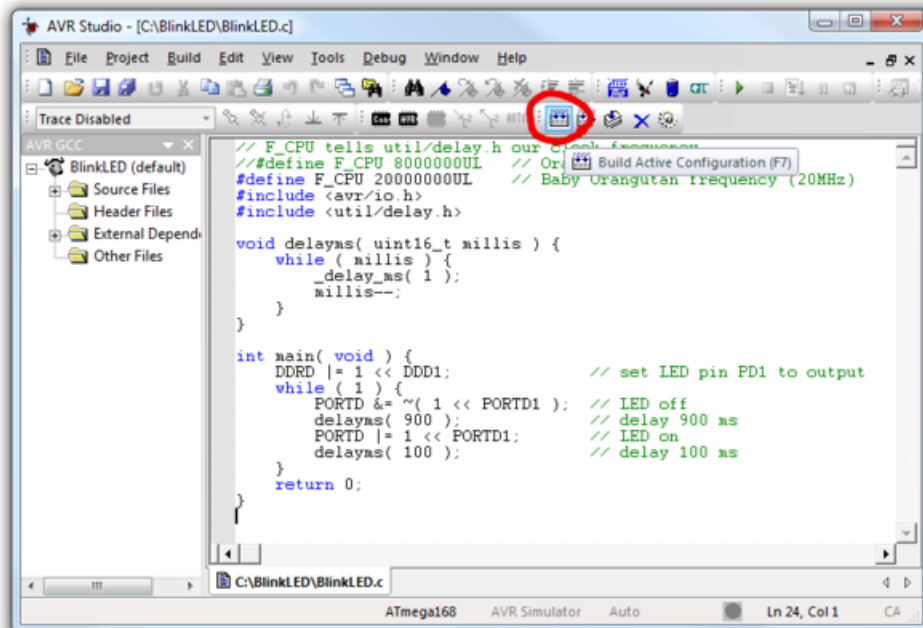 AVR Studio - [C:\BlinkLED\BlinkLED.c]
File Project Build Edit View Tools Debug Window Help
Trace Disabled
AVR GCC
BlinkLED (default)
Source Files
Header Files
External Depend
Other Files
// F_CPU tells util/delay.h our clock frequency
//#define F_CPU 8000000UL // Ora
Build Active Configuration (F7)
#define F_CPU 20000000UL // Baby Orangutan frequency (20MHz)
#include <avr/io.h>
#include <util/delay.h>
void delayms( uint16_t millis ) {
while ( millis ) {
_delay_ms( 1 );
millis--;
}
}
int main( void ) {
DDRD |= 1 << DDD1; // set LED pin PD1 to output
while ( 1 ) {
PORTD &= ~( 1 << PORTD1 ); // LED off
delayms( 900 ); // delay 900 ms
PORTD |= 1 << PORTD1; // LED on
delayms( 100 ); // delay 100 ms
}
return 0;
}
C:\BlinkLED\BlinkLED.c
ATmega168 AVR Simulator Auto Ln 24, Col 1 CA